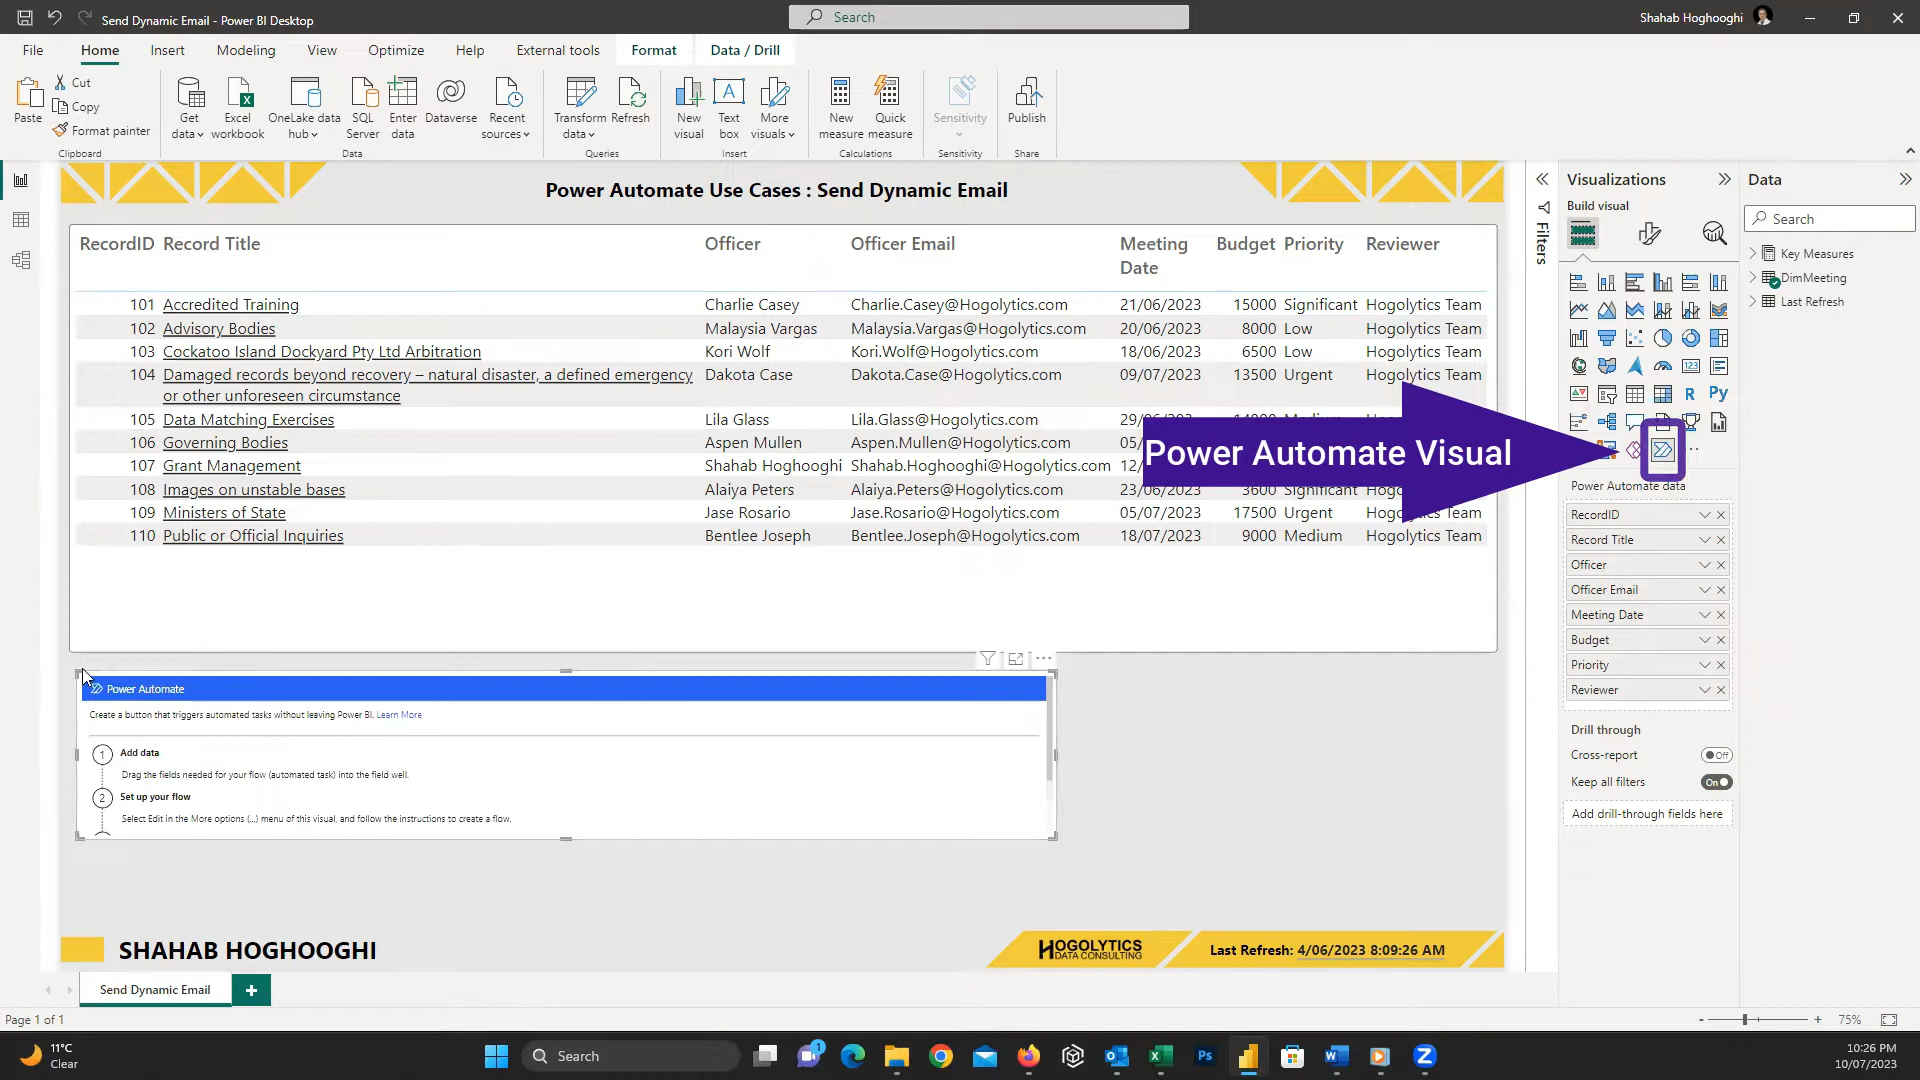 Send Dynamic Email - Power BI Desktop
Search
Shahab Hoghooghi
File
Home
Insert
Modeling
View
Optimize
Help
External tools
Format
Data / Drill
Paste
Cut
Copy
Format painter
Clipboard
Get data
Excel workbook
OneLake data hub
SQL Server
Enter data
Dataverse
Recent sources
Data
Transform data
Refresh
Queries
New visual
Text box
More visuals
Insert
New measure
Quick measure
Calculations
Sensitivity
Sensitivity
Publish
Share
Power Automate Use Cases : Send Dynamic Email
RecordID Record Title Officer Officer Email Meeting Date Budget Priority Reviewer
101 Accredited Training Charlie Casey Charlie.Casey@Hogolytics.com 21/06/2023 15000 Significant Hogolytics Team
102 Advisory Bodies Malaysia Vargas Malaysia.Vargas@Hogolytics.com 20/06/2023 8000 Low Hogolytics Team
103 Cockatoo Island Dockyard Pty Ltd Arbitration Kori Wolf Kori.Wolf@Hogolytics.com 18/06/2023 6500 Low Hogolytics Team
104 Damaged records beyond recovery – natural disaster, a defined emergency Dakota Case Dakota.Case@Hogolytics.com 09/07/2023 13500 Urgent Hogolytics Team
or other unforeseen circumstance
105 Data Matching Exercises Lila Glass Lila.Glass@Hogolytics.com
106 Governing Bodies Aspen Mullen Aspen.Mullen@Hogolytics.com
107 Grant Management Shahab Hoghooghi Shahab.Hoghooghi@Hogolytics.com
108 Images on unstable bases Alaiya Peters Alaiya.Peters@Hogolytics.com 23/06/2023 3600 Significant
109 Ministers of State Jase Rosario Jase.Rosario@Hogolytics.com 05/07/2023 17500 Urgent Team
110 Public or Official Inquiries Bentlee Joseph Bentlee.Joseph@Hogolytics.com 18/07/2023 9000 Medium Hogolytics Team
Power Automate Visual
Power Automate
Create a button that triggers automated tasks without leaving Power BI. Learn More
1 Add data
Drag the fields needed for your flow (automated task) into the field well.
2 Set up your flow
Select Edit in the More options (...) menu of this visual, and follow the instructions to create a flow.
SHAHAB HOGHOOGHI
HOGOLYTICS
DATA CONSULTING
Last Refresh: 4/06/2023 8:09:26 AM
Filters
Visualizations
Build visual
123
R
Py
Power Automate data
RecordID
Record Title
Officer
Officer Email
Meeting Date
Budget
Priority
Reviewer
Drill through
Cross-report
Off
Keep all filters
On
Add drill-through fields here
Data
Search
Key Measures
DimMeeting
Last Refresh
Send Dynamic Email
+
Page 1 of 1
- + 75%
11°C
Clear
Search
1
Ps
10:26 PM
10/07/2023